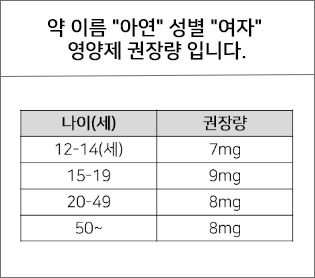 약 이름 "아연" 성별 "여자"
영양제 권장량 입니다.
나이(세) 권장량
12-14(세) 7mg
15-19 9mg
20-49 8mg
50~ 8mg